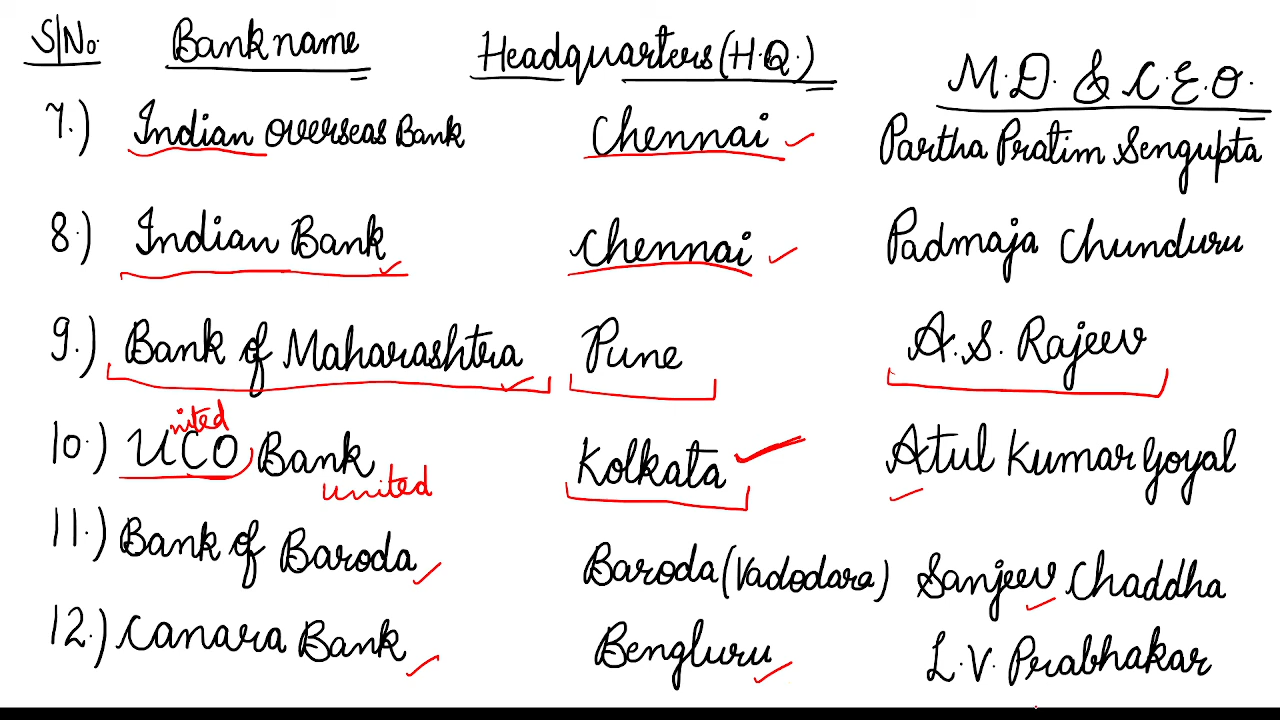 S/No. Bank name Headquarters (H.Q.) M.D. & C.E.O.
7.) Indian Overseas Bank Chennai Partha Pratim Sengupta
8.) Indian Bank Chennai Padmaja Chunduru
9.) Bank of Maharashtra Pune A.S. Rajeev
nited
10.) UCO Bank Kolkata Atul Kumar Goyal
united
11.) Bank of Baroda Baroda (Vadodara) Sanjeev Chaddha
12.) Canara Bank Bengluru L.V. Prabhakar